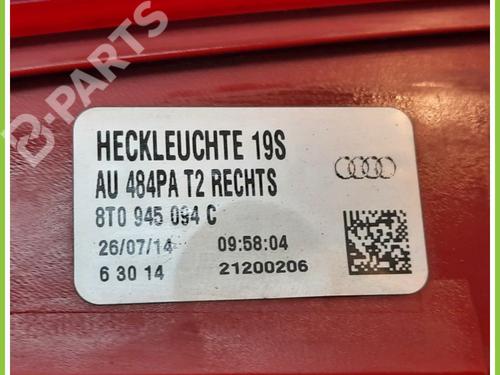 B-PARTS
HECKLEUCHTE 19S
AU 484PA T2 RECHTS
8T0 945 094 C
26/07/14 09:58:04
6 30 14 21200206